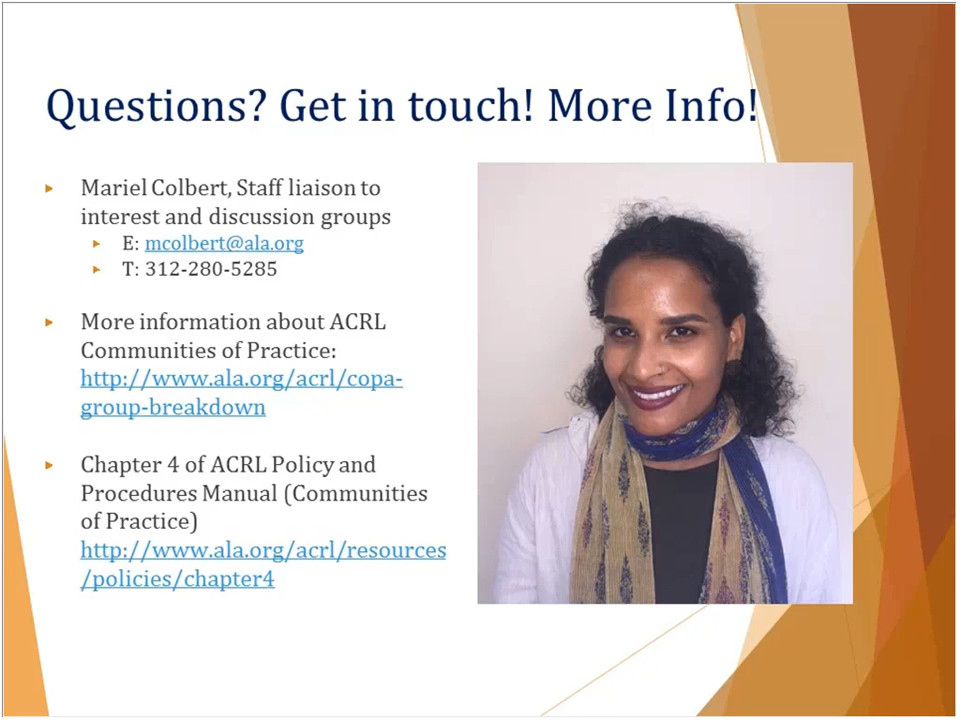 Questions? Get in touch! More Info!
Mariel Colbert, Staff liaison to
interest and discussion groups
E: mcolbert@ala.org
T: 312-280-5285
More information about ACRL
Communities of Practice:
http://www.ala.org/acrl/copa-
group-breakdown
Chapter 4 of ACRL Policy and
Procedures Manual (Communities
of Practice)
http://www.ala.org/acrl/resources
/policies/chapter4